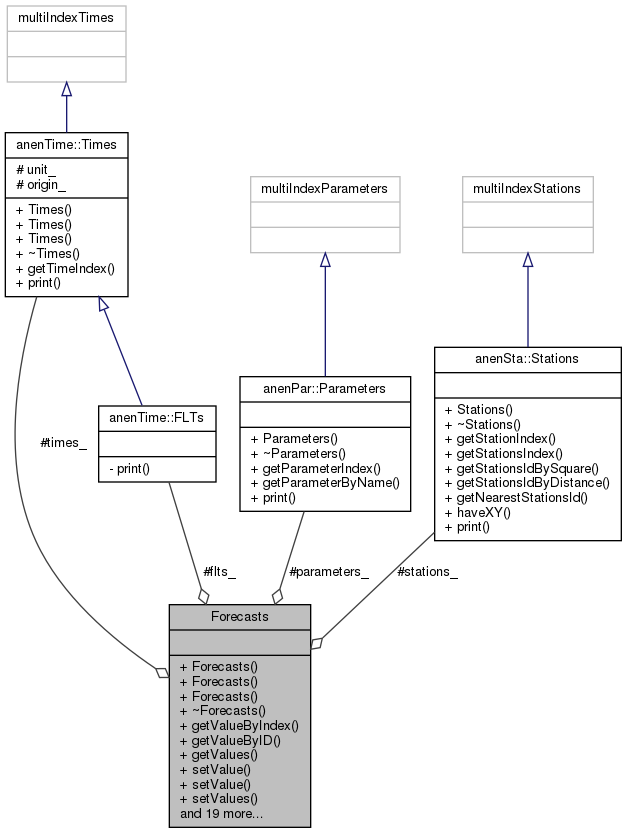 multiIndexTimes
anenTime::Times
# unit_
# origin_
+ Times()
+ Times()
+ Times()
+ ~Times()
+ getTimeIndex()
+ print()
multiIndexParameters
multiIndexStations
anenSta::Stations
+ Stations()
+ ~Stations()
+ getStationIndex()
+ getStationsIndex()
+ getStationsIdBySquare()
+ getStationsIdByDistance()
+ getNearestStationsId()
+ haveXY()
+ print()
anenPar::Parameters
+ Parameters()
+ ~Parameters()
+ getParameterIndex()
+ getParameterByName()
+ print()
anenTime::FLTs
- print()
#times_
#flts_
#parameters_
#stations_
Forecasts
+ Forecasts()
+ Forecasts()
+ Forecasts()
+ ~Forecasts()
+ getValueByIndex()
+ getValueByID()
+ getValues()
+ setValue()
+ setValue()
+ setValues()
and 19 more...